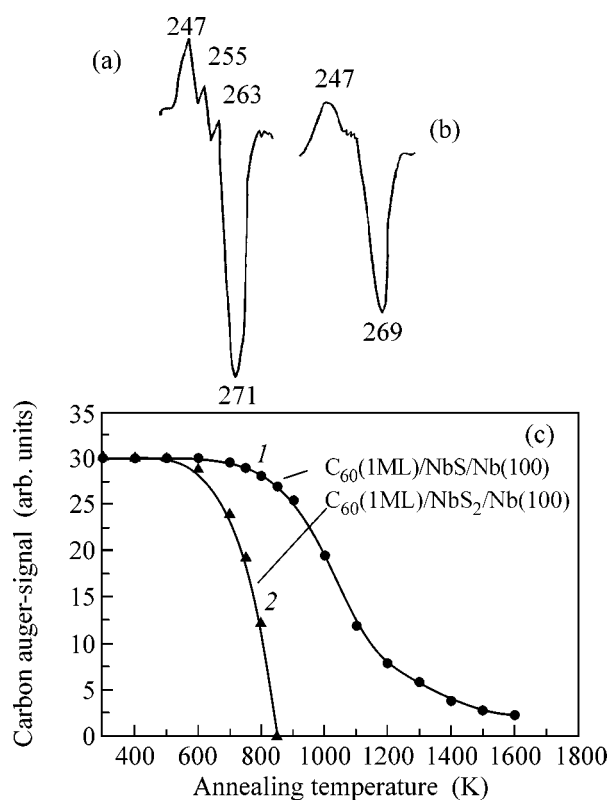 247
(a)
255
247
263
(b)
269
271
35
(c)
1
30
C₆₀(1ML)/NbS/Nb(100)
25
C₆₀(1ML)/NbS₂/Nb(100)
20
15
2
10
5
0
Carbon auger-signal (arb. units)
400 600 800 1000 1200 1400 1600 1800
Annealing temperature (K)